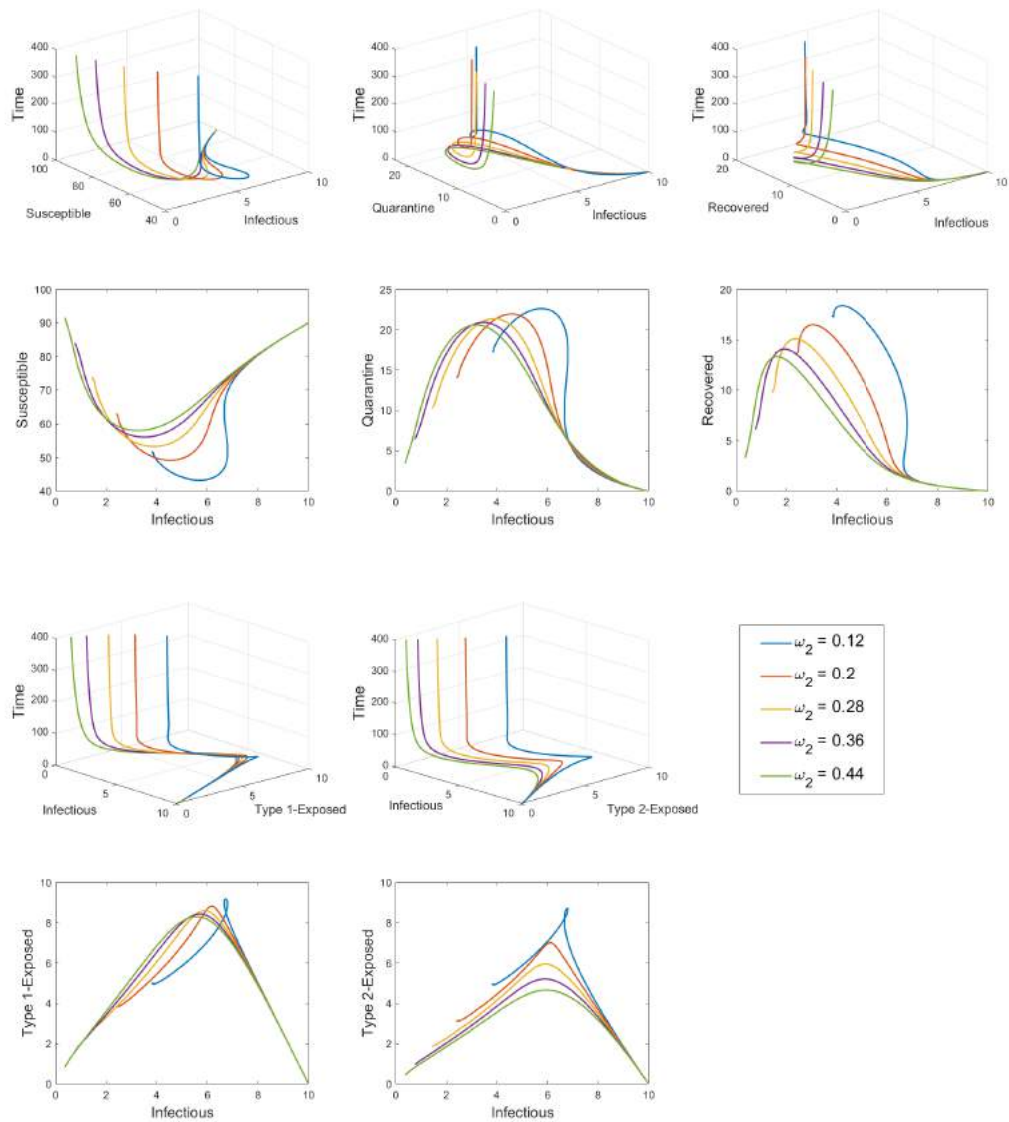 400
300
200
100
0
Time
100
80
60
40
Susceptible
0
5
10
Infectious
400
300
200
100
0
Time
20
10
0
Quarantine
0
5
10
Infectious
400
300
200
100
0
Time
20
10
0
Recovered
0
5
10
Infectious
100
90
80
70
60
50
40
Susceptible
0 2 4 6 8 10
Infectious
25
20
15
10
5
0
Quarantine
0 2 4 6 8 10
Infectious
20
15
10
5
0
Recovered
0 2 4 6 8 10
Infectious
400
300
200
100
0
Time
5
10
Infectious
0
5
10
Type 1-Exposed
400
300
200
100
0
Time
5
10
Infectious
0
5
10
Type 2-Exposed
ω2 = 0.12
ω2 = 0.2
ω2 = 0.28
ω2 = 0.36
ω2 = 0.44
10
8
6
4
2
0
Type 1-Exposed
0 2 4 6 8 10
Infectious
10
8
6
4
2
0
Type 2-Exposed
0 2 4 6 8 10
Infectious